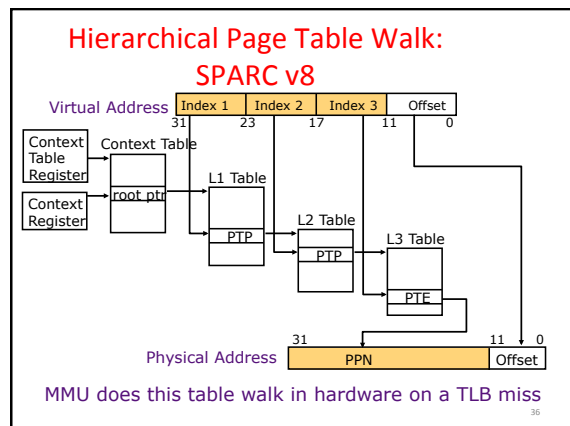 Hierarchical Page Table Walk:
SPARC v8
Virtual Address
Index 1 Index 2 Index 3 Offset
31 23 17 11 0
Context
Table
Register
Context Table
root ptr
Context
Register
L1 Table
PTP
L2 Table
PTP
L3 Table
PTE
31 11 0
Physical Address
PPN Offset
MMU does this table walk in hardware on a TLB miss
36